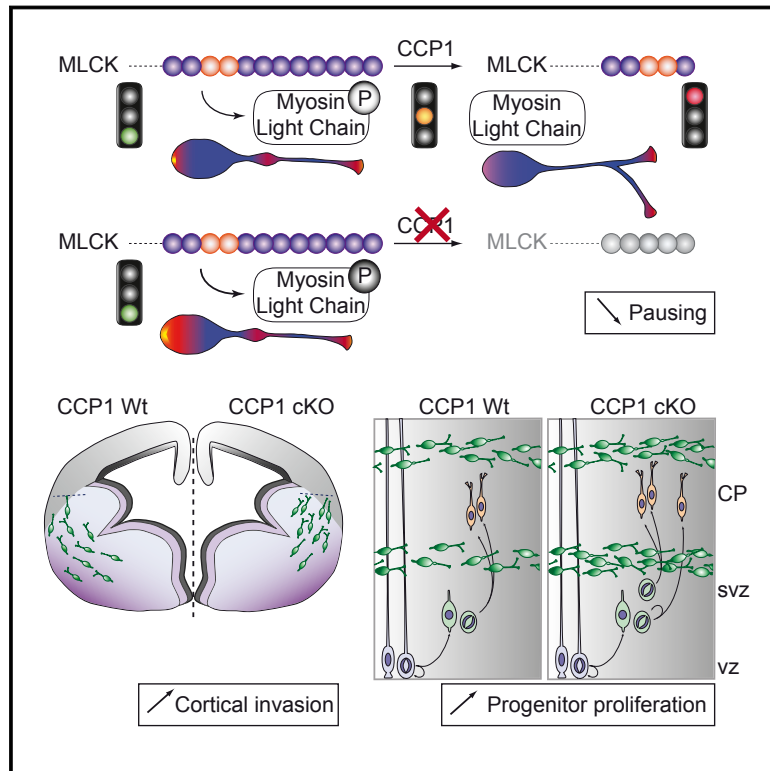 MLCK
CCP1
MLCK
Myosin
Light Chain
P
Myosin
Light Chain
MLCK
CCP1
MLCK
Myosin
Light Chain
P
Pausing
CCP1 Wt
CCP1 cKO
CCP1 Wt
CCP1 cKO
CP
svz
vz
Cortical invasion
Progenitor proliferation